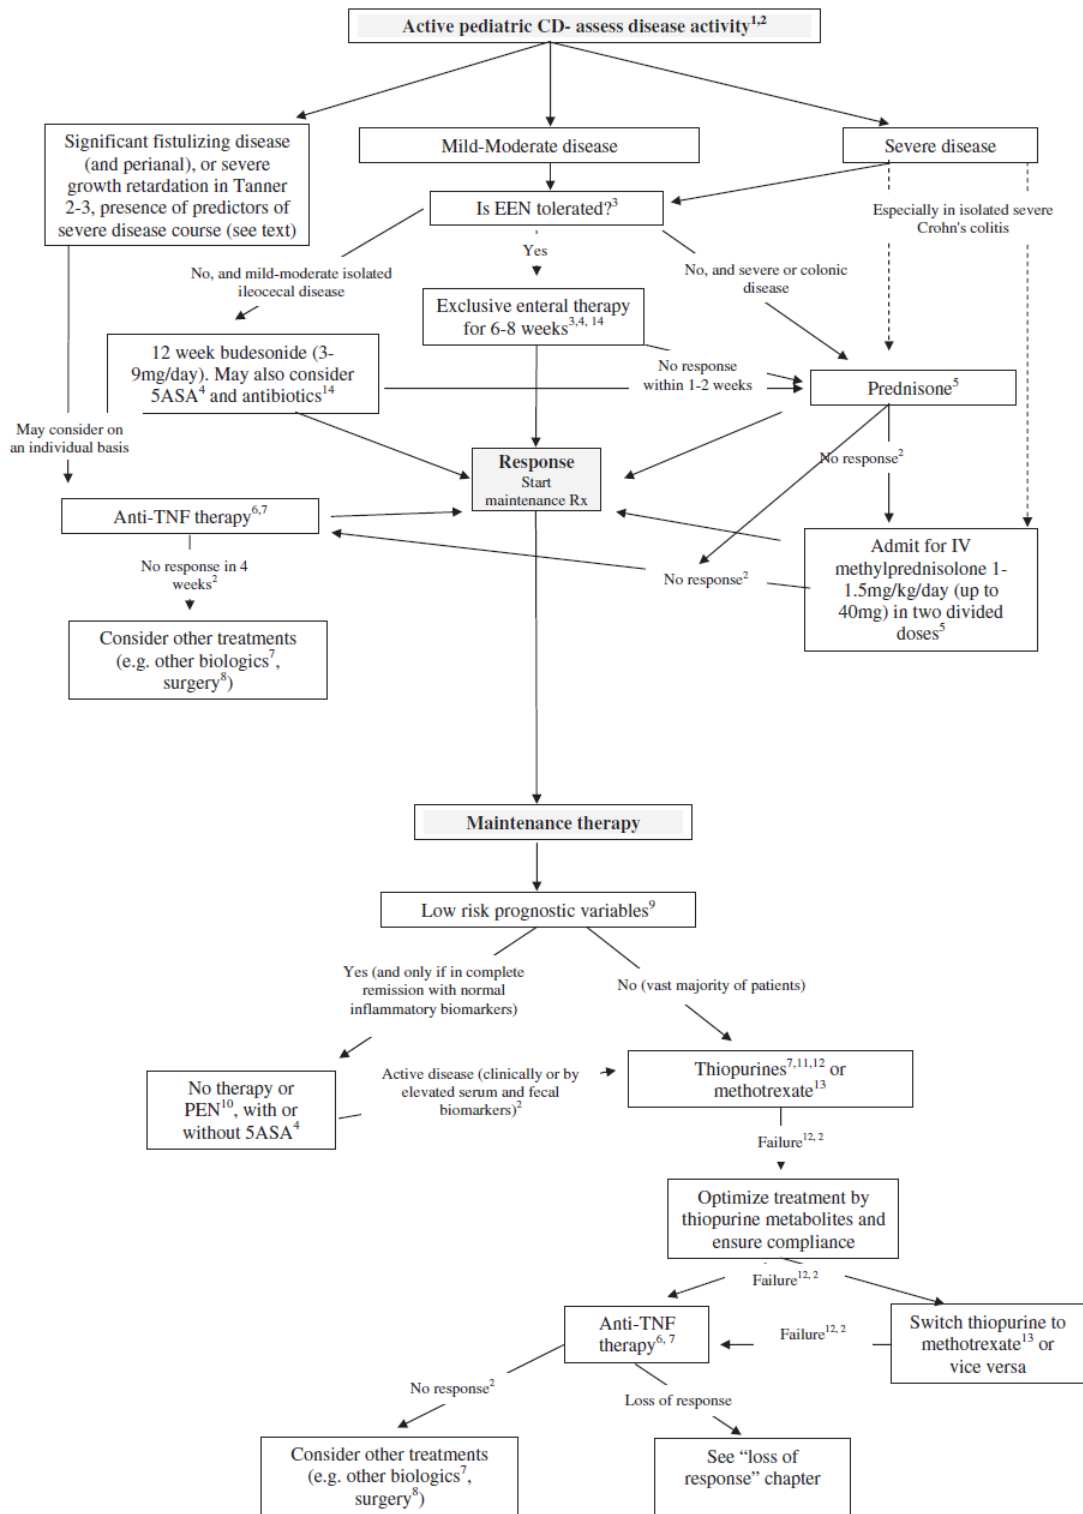 Active pediatric CD- assess disease activity1,2
Significant fistulizing disease
(and perianal), or severe
growth retardation in Tanner
2-3, presence of predictors of
severe disease course (see text)
Mild-Moderate disease
Severe disease
Is EEN tolerated?3
Especially in isolated severe
Crohn's colitis
Yes
No, and mild-moderate isolated
ileocecal disease
No, and severe or colonic
disease
Exclusive enteral therapy
for 6-8 weeks3,4, 14
12 week budesonide (3-
9mg/day). May also consider
5ASA4 and antibiotics14
No response
within 1-2 weeks
Prednisone5
May consider on
an individual basis
Response
Start
maintenance Rx
No response2
Anti-TNF therapy6,7
No response in 4
weeks2
No response2
Admit for IV
methylprednisolone 1-
1.5mg/kg/day (up to
40mg) in two divided
doses5
Consider other treatments
(e.g. other biologics7,
surgery8)
Maintenance therapy
Low risk prognostic variables9
Yes (and only if in complete
remission with normal
inflammatory biomarkers)
No (vast majority of patients)
No therapy or
PEN10, with or
without 5ASA4
Active disease (clinically or by
elevated serum and fecal
biomarkers)2
Thiopurines7,11,12 or
methotrexate13
Failure12, 2
Optimize treatment by
thiopurine metabolites and
ensure compliance
Failure12, 2
Anti-TNF
therapy6, 7
Failure12, 2
Switch thiopurine to
methotrexate13 or
vice versa
No response2
Loss of response
Consider other treatments
(e.g. other biologics7,
surgery8)
See “loss of
response” chapter